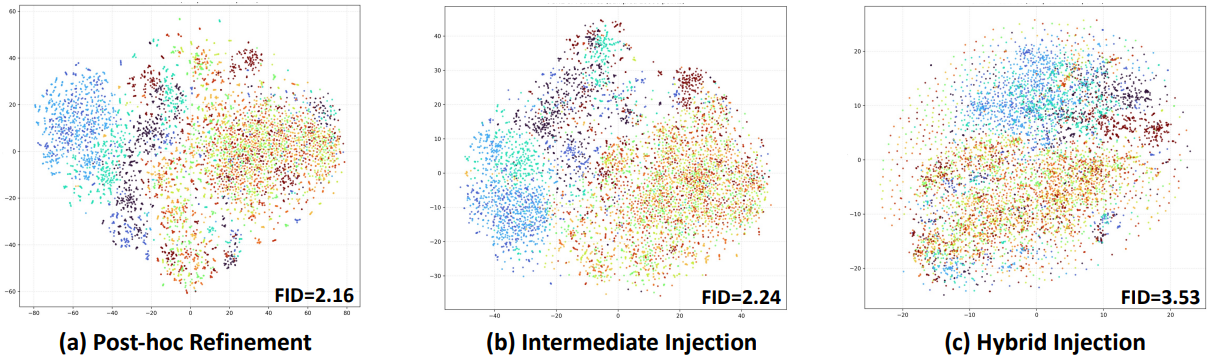 60
40
20
0
−20
−40
−60
−80 −60 −40 −20 0 20 40 60 80
FID=2.16
(a) Post-hoc Refinement
40
30
20
10
0
−10
−20
−30
−40 −20 0 20 40
FID=2.24
(b) Intermediate Injection
20
10
0
−10
−20
−20 −10 0 10 20
FID=3.53
(c) Hybrid Injection